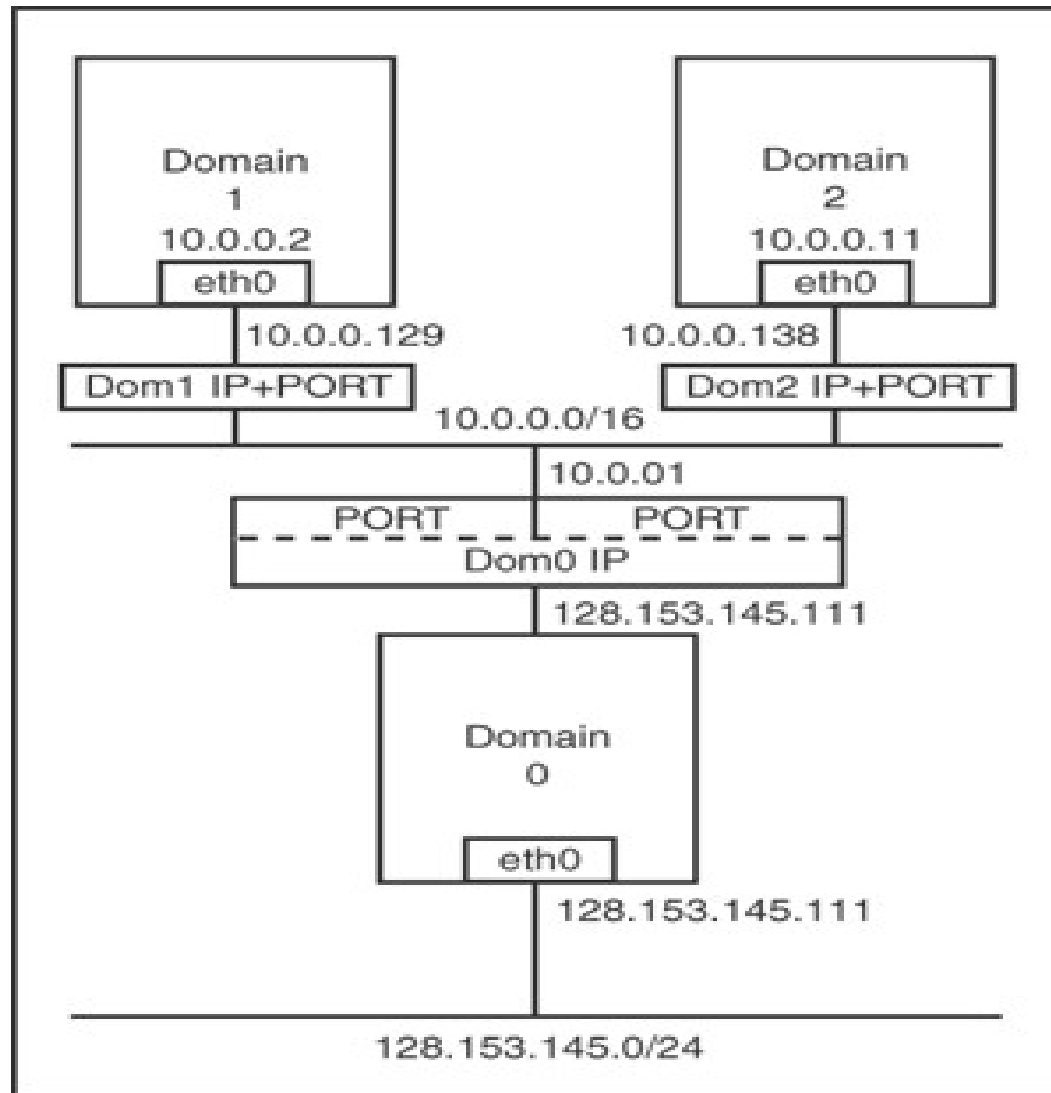 Domain
1
10.0.0.2
eth0
Domain
2
10.0.0.11
eth0
10.0.0.129
10.0.0.138
Dom1 IP+PORT
Dom2 IP+PORT
10.0.0.0/16
10.0.01
PORT
PORT
Dom0 IP
128.153.145.111
Domain
0
eth0
128.153.145.111
128.153.145.0/24